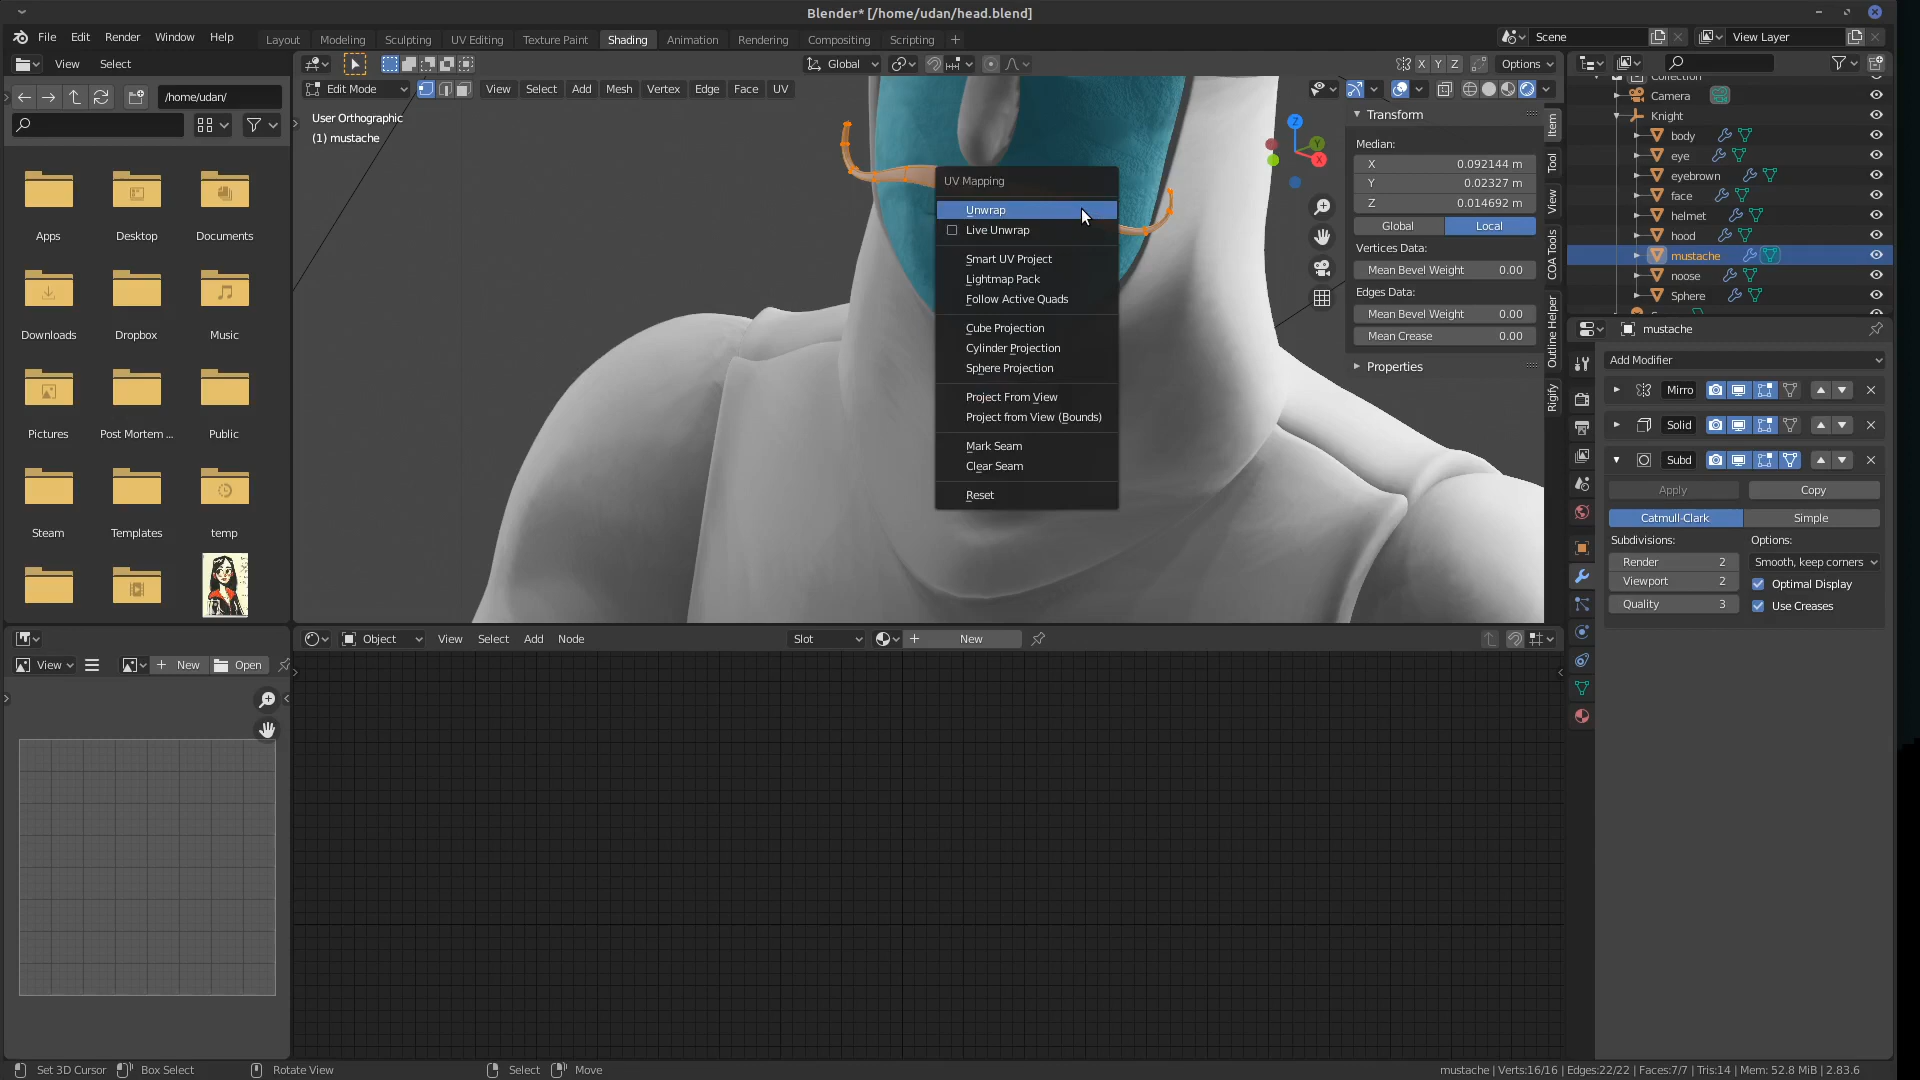 Blender* [/home/udan/head.blend]
File Edit Render Window Help Layout Modeling Sculpting UV Editing Texture Paint Shading Animation Rendering Compositing Scripting Scene View Layer
View Select Global X Y Z Options
/home/udan/ Edit Mode View Select Add Mesh Vertex Edge Face UV
User Orthographic
(1) mustache
Apps Desktop Documents
Downloads Dropbox Music
Pictures Post Mortem ... Public
Steam Templates temp
UV Mapping
Unwrap
Live Unwrap
Smart UV Project
Lightmap Pack
Follow Active Quads
Cube Projection
Cylinder Projection
Sphere Projection
Project From View
Project from View (Bounds)
Mark Seam
Clear Seam
Reset
Z
Y
X
Transform
Median:
X 0.092144 m
Y 0.02327 m
Z 0.014692 m
Global Local
Vertices Data:
Mean Bevel Weight 0.00
Edges Data:
Mean Bevel Weight 0.00
Mean Crease 0.00
Properties
Item
Tool
View
COA Tools
Outline Helper
Rigify
Collection
Camera
Knight
body
eye
eyebrown
face
helmet
hood
mustache
noose
Sphere
mustache
Add Modifier
Mirro
Solid
Subd
Apply Copy
Catmull-Clark Simple
Subdivisions: Options:
Render 2 Smooth, keep corners
Viewport 2 Optimal Display
Quality 3 Use Creases
Object View Select Add Node Slot New
View New Open
Set 3D Cursor Box Select Rotate View Select Move mustache | Verts:16/16 | Edges:22/22 | Faces:7/7 | Tris:14 | Mem: 52.8 MiB | 2.83.6